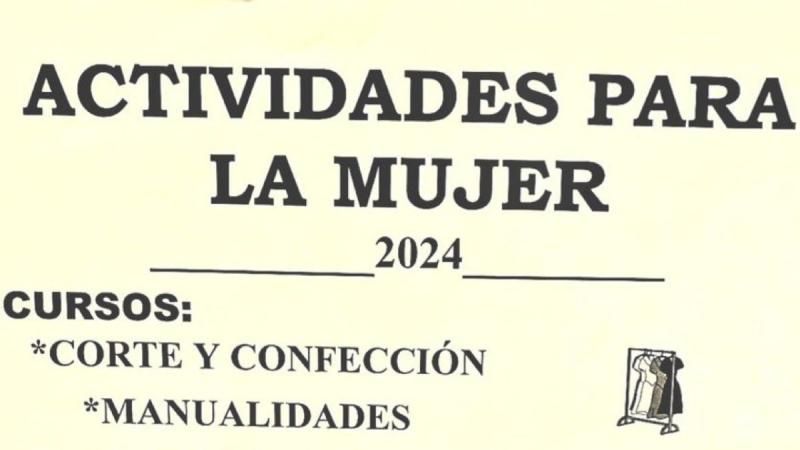 ACTIVIDADES PARA
LA MUJER
2024
CURSOS:
*CORTE Y CONFECCIÓN
*MANUALIDADES